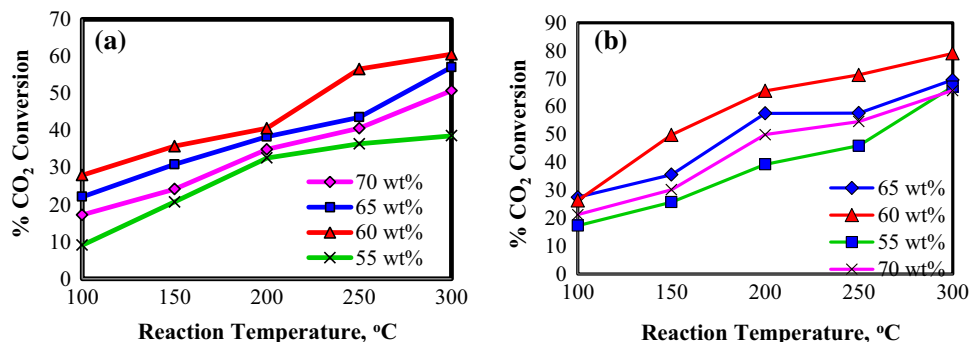 (a)
% CO2 Conversion
70
60
50
40
30
20
10
0
100 150 200 250 300
Reaction Temperature, oC
70 wt%
65 wt%
60 wt%
55 wt%
(b)
% CO2 Conversion
90
80
70
60
50
40
30
20
10
0
100 150 200 250 300
Reaction Temperature, oC
65 wt%
60 wt%
55 wt%
70 wt%